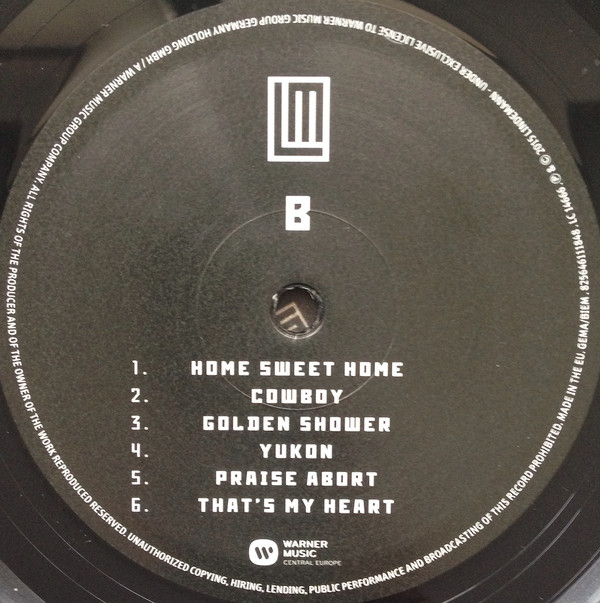 B
1. HOME SWEET HOME
2. COWBOY
3. GOLDEN SHOWER
4. YUKON
5. PRAISE ABORT
6. THAT'S MY HEART
WARNER
MUSIC
CENTRAL EUROPE
℗ & © 2015 LINDEMANN · UNDER EXCLUSIVE LICENSE TO WARNER MUSIC GROUP GERMANY HOLDING GMBH / A WARNER MUSIC GROUP COMPANY. ALL RIGHTS OF THE PRODUCER AND OF THE OWNER OF THE WORK REPRODUCED RESERVED. UNAUTHORIZED COPYING, HIRING, LENDING, PUBLIC PERFORMANCE AND BROADCASTING OF THIS RECORD PROHIBITED. MADE IN THE EU. GEMA/BIEM. 825646111848. LC 14666.